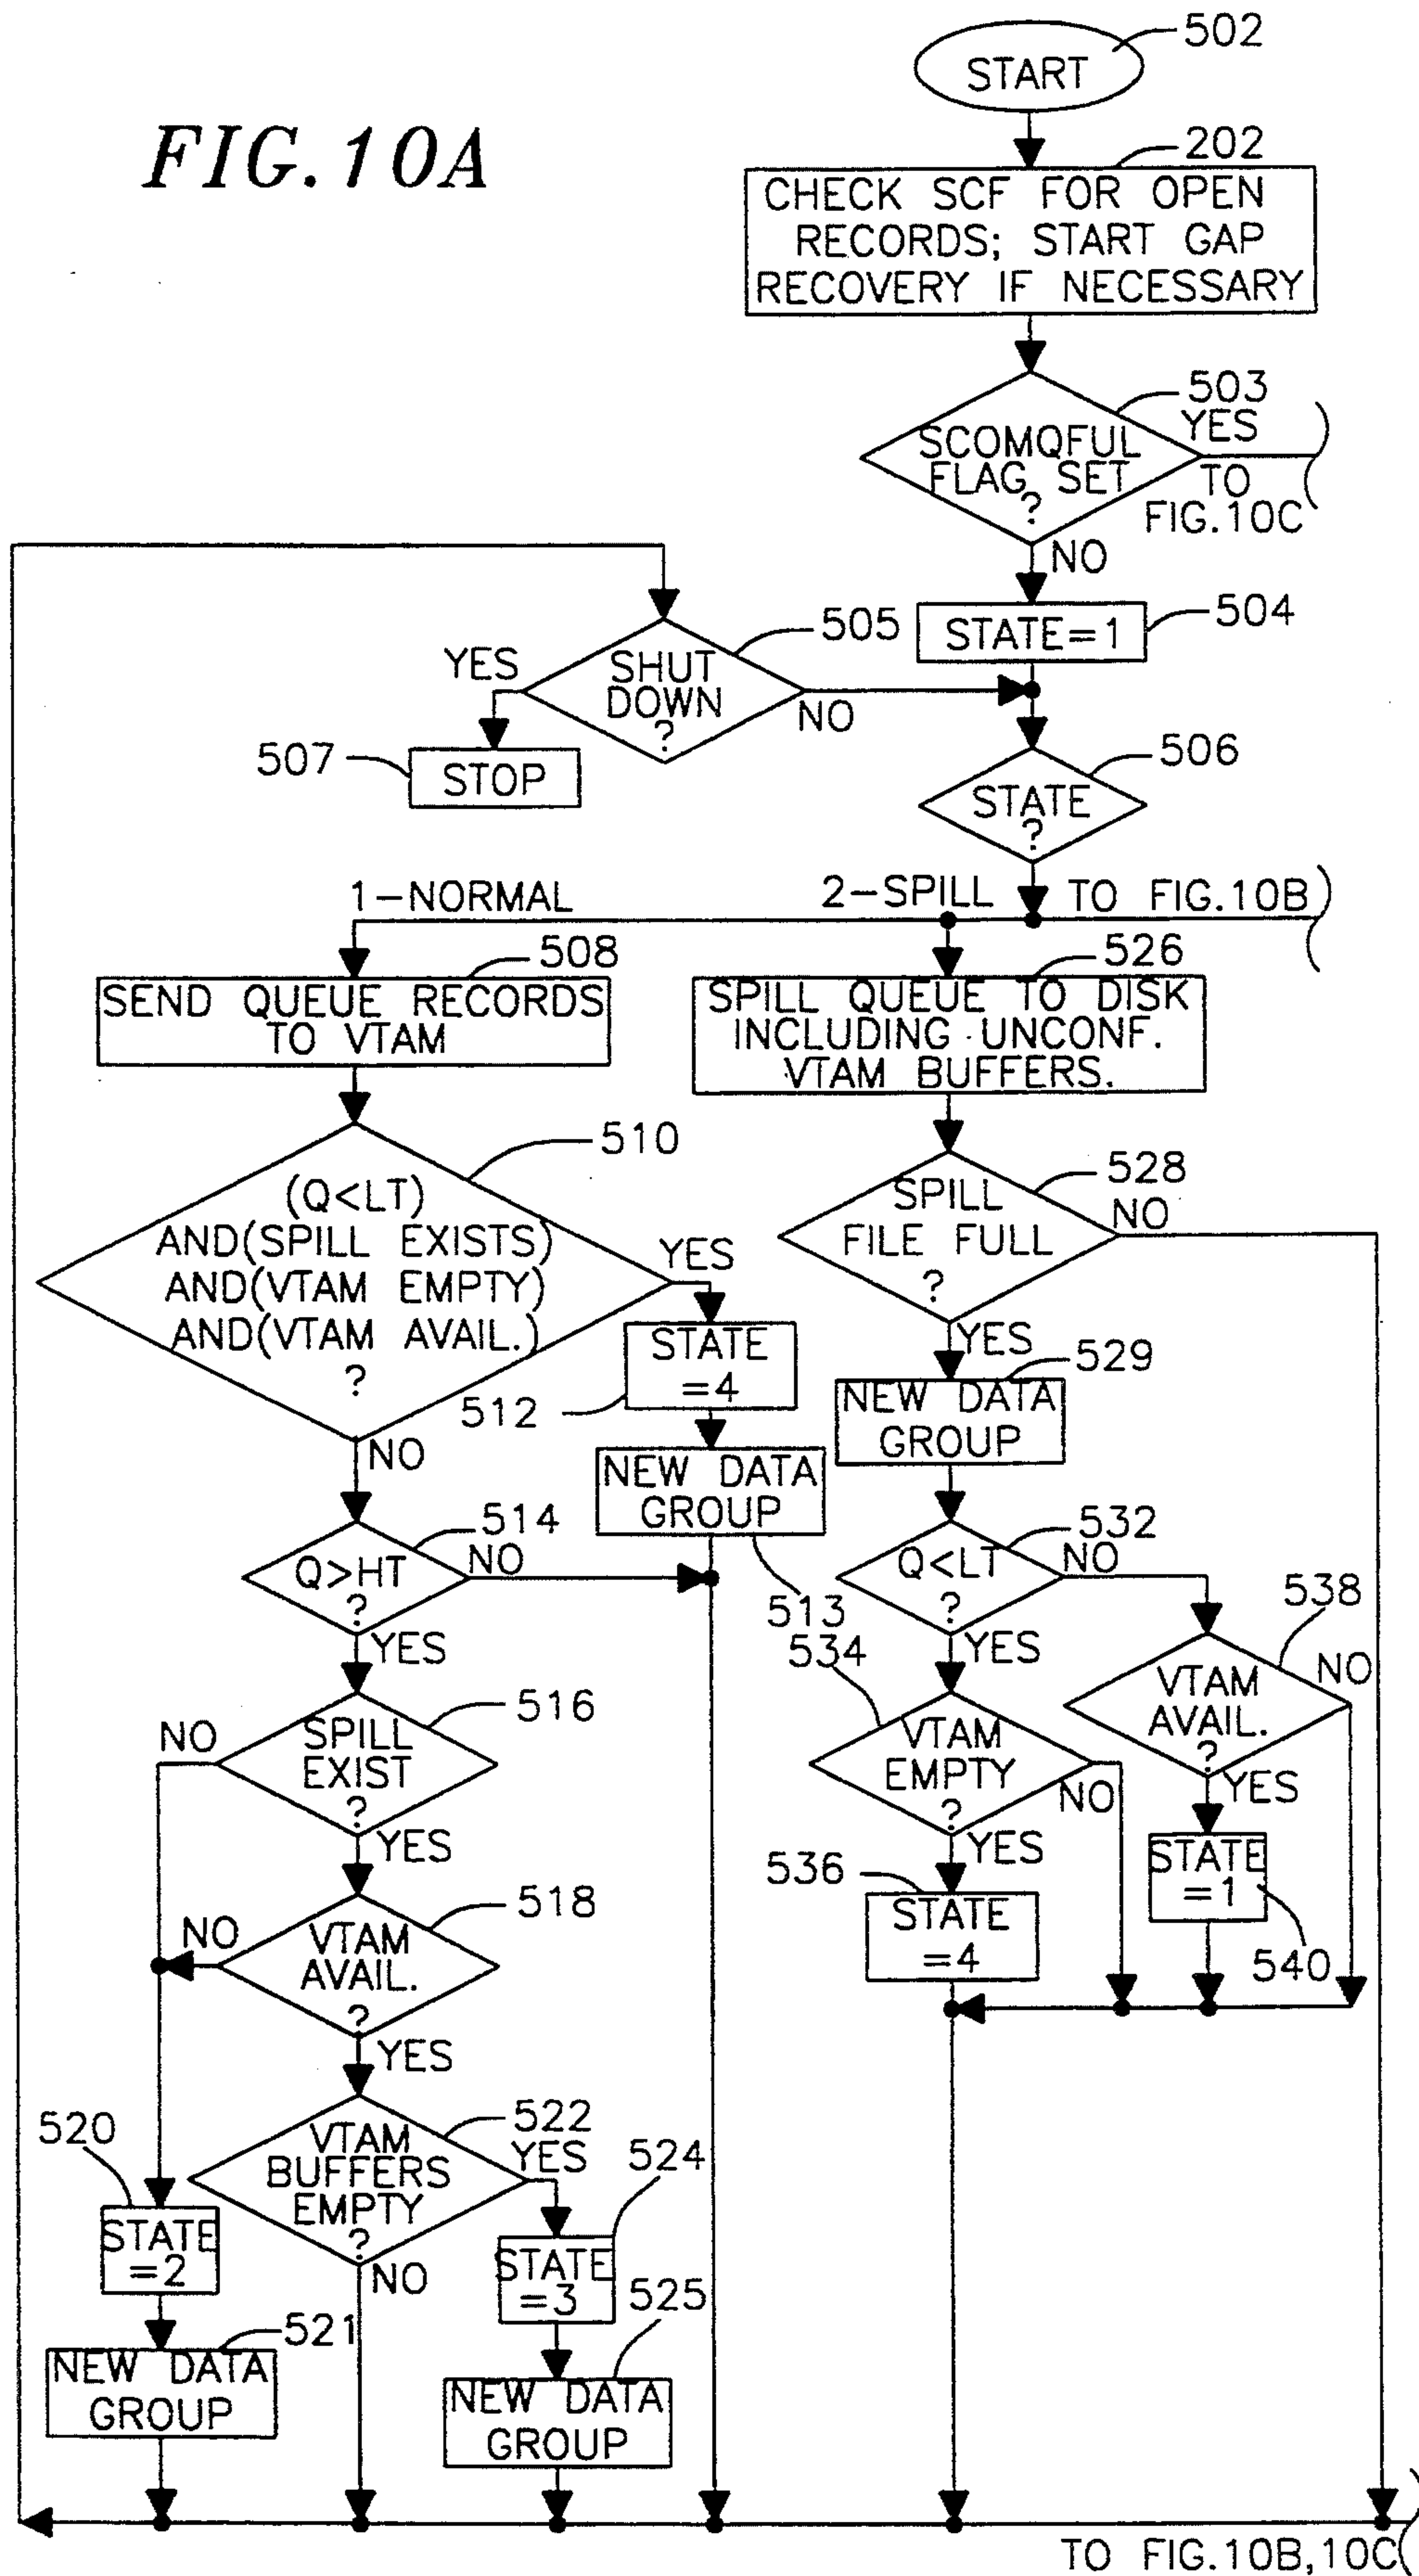 FIG.10A
START
502
202
CHECK SCF FOR OPEN
RECORDS; START GAP
RECOVERY IF NECESSARY
503
SCOMQFUL
FLAG SET
?
YES
TO
FIG.10C
NO
504
STATE=1
505
SHUT
DOWN
?
YES
NO
507
STOP
506
STATE
?
1-NORMAL
2-SPILL
TO FIG.10B
508
SEND QUEUE RECORDS
TO VTAM
526
SPILL QUEUE TO DISK
INCLUDING UNCONF.
VTAM BUFFERS.
510
(Q<LT)
AND(SPILL EXISTS)
AND(VTAM EMPTY)
AND(VTAM AVAIL.)
?
YES
NO
528
SPILL
FILE FULL
?
NO
YES
512
STATE
=4
529
NEW DATA
GROUP
NEW DATA
GROUP
513
514
Q>HT
?
NO
YES
532
Q<LT
?
NO
YES
534
VTAM
EMPTY
?
NO
YES
538
VTAM
AVAIL.
?
NO
YES
516
SPILL
EXIST
?
NO
YES
536
STATE
=4
STATE
=1
540
518
VTAM
AVAIL.
?
NO
YES
522
VTAM
BUFFERS
EMPTY
?
YES
NO
520
STATE
=2
524
STATE
=3
521
NEW DATA
GROUP
525
NEW DATA
GROUP
TO FIG.10B,10C